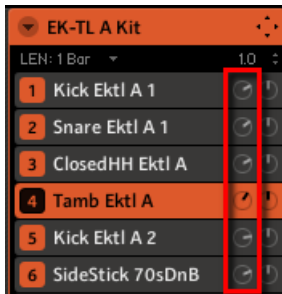 EK-TL A Kit
LEN: 1 Bar 1.0
1 Kick Ektl A 1
2 Snare Ektl A 1
3 ClosedHH Ektl A
4 Tamb Ektl A
5 Kick Ektl A 2
6 SideStick 70sDnB